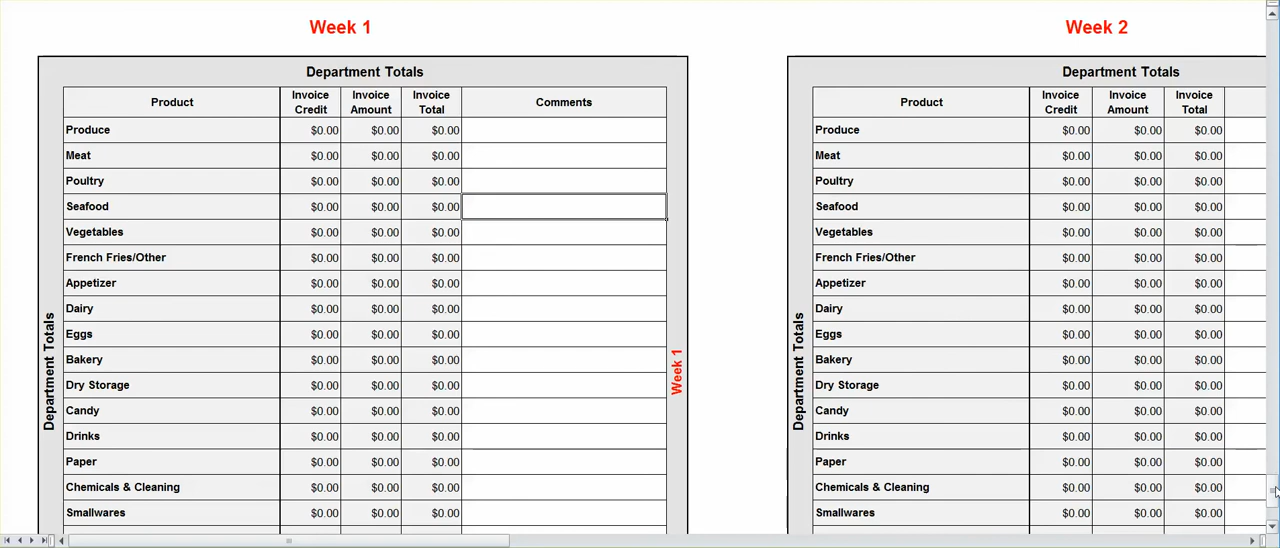 Week 1
Week 2
Department Totals
Department Totals
Product Invoice Credit Invoice Amount Invoice Total Comments
Product Invoice Credit Invoice Amount Invoice Total
Produce $0.00 $0.00 $0.00
Produce $0.00 $0.00 $0.00
Meat $0.00 $0.00 $0.00
Meat $0.00 $0.00 $0.00
Poultry $0.00 $0.00 $0.00
Poultry $0.00 $0.00 $0.00
Seafood $0.00 $0.00 $0.00
Seafood $0.00 $0.00 $0.00
Vegetables $0.00 $0.00 $0.00
Vegetables $0.00 $0.00 $0.00
French Fries/Other $0.00 $0.00 $0.00
French Fries/Other $0.00 $0.00 $0.00
Appetizer $0.00 $0.00 $0.00
Appetizer $0.00 $0.00 $0.00
Dairy $0.00 $0.00 $0.00
Dairy $0.00 $0.00 $0.00
Eggs $0.00 $0.00 $0.00
Eggs $0.00 $0.00 $0.00
Bakery $0.00 $0.00 $0.00
Bakery $0.00 $0.00 $0.00
Dry Storage $0.00 $0.00 $0.00
Dry Storage $0.00 $0.00 $0.00
Candy $0.00 $0.00 $0.00
Candy $0.00 $0.00 $0.00
Drinks $0.00 $0.00 $0.00
Drinks $0.00 $0.00 $0.00
Paper $0.00 $0.00 $0.00
Paper $0.00 $0.00 $0.00
Chemicals & Cleaning $0.00 $0.00 $0.00
Chemicals & Cleaning $0.00 $0.00 $0.00
Smallwares $0.00 $0.00 $0.00
Smallwares $0.00 $0.00 $0.00
Department Totals
Week 1
Department Totals